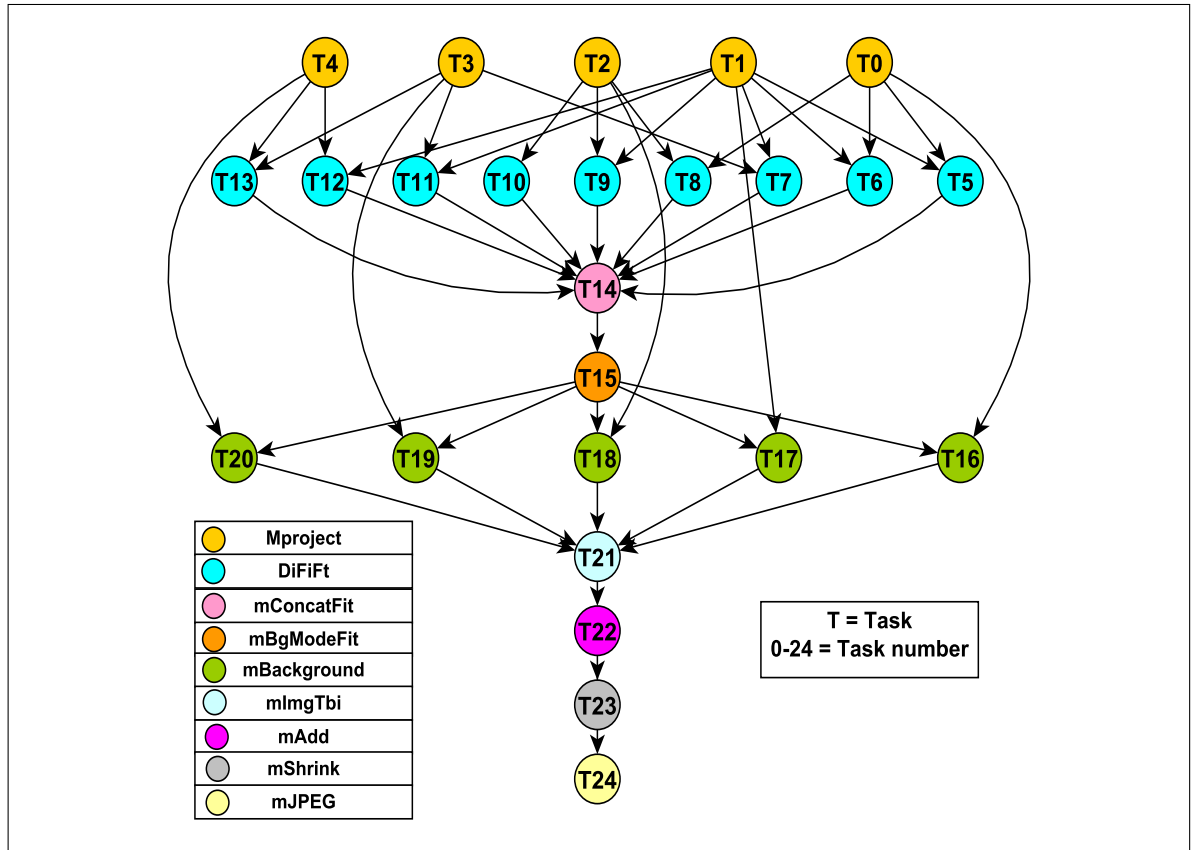 T4 T3 T2 T1 T0
T13 T12 T11 T10 T9 T8 T7 T6 T5
T14
T15
T20 T19 T18 T17 T16
T21
T22
T23
T24
Mproject
DiFiFt
mConcatFit
mBgModeFit
mBackground
mImgTbi
mAdd
mShrink
mJPEG
T = Task
0-24 = Task number